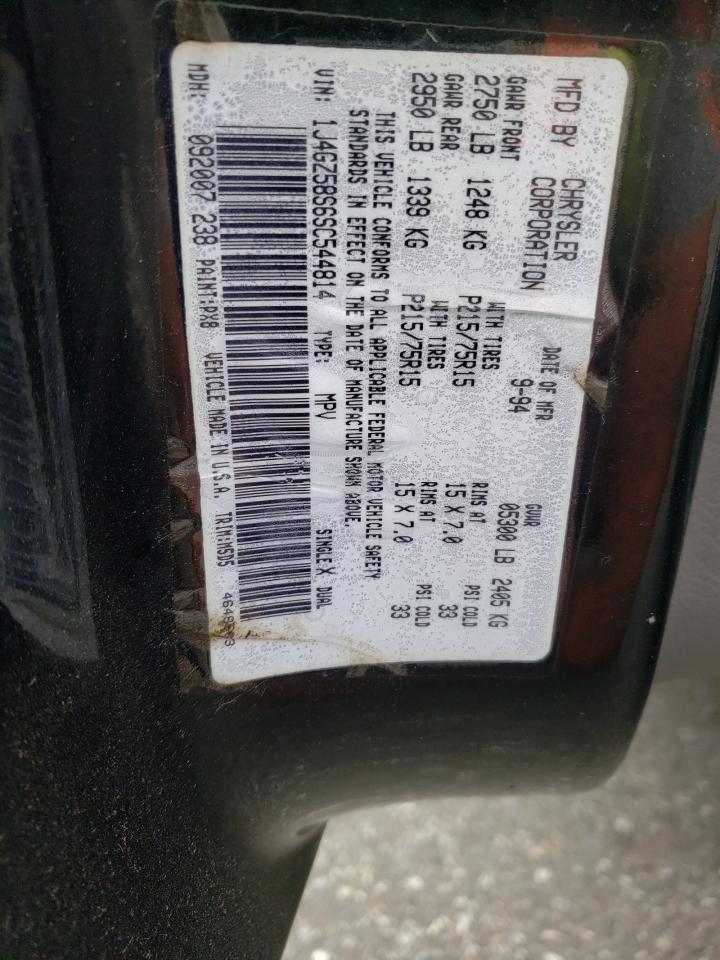 MFD BY CHRYSLER CORPORATION
DATE OF MFR 9-94
GVWR 05300 LB 2405 KG
GAWR FRONT WITH TIRES RIMS AT PSI COLD
2750 LB 1248 KG P215/75R15 15 X 7.0 33
GAWR REAR WITH TIRES RIMS AT PSI COLD
2950 LB 1339 KG P215/75R15 15 X 7.0 33
THIS VEHICLE CONFORMS TO ALL APPLICABLE FEDERAL MOTOR VEHICLE SAFETY
STANDARDS IN EFFECT ON THE DATE OF MANUFACTURE SHOWN ABOVE.
VIN: 1J4GZ58S6SC544814 TYPE: MPV SINGLE X DUAL
MDH: 092007 238 PAINT:PX8 VEHICLE MADE IN U.S.A. TRIM:MSD5